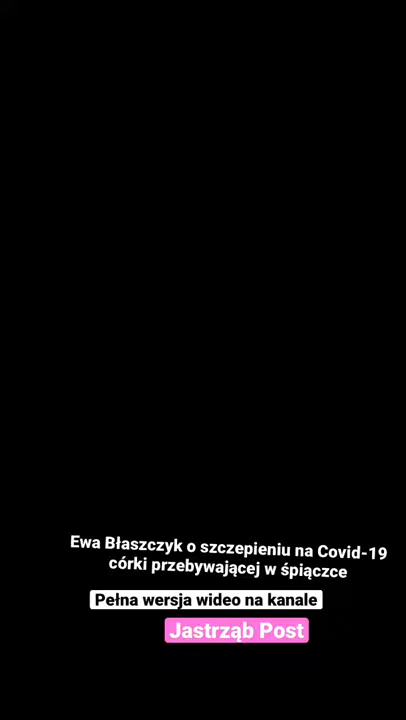 Ewa Błaszczyk o szczepieniu na Covid-19
córki przebywającej w śpiączce
Pełna wersja wideo na kanale
Jastrząb Post